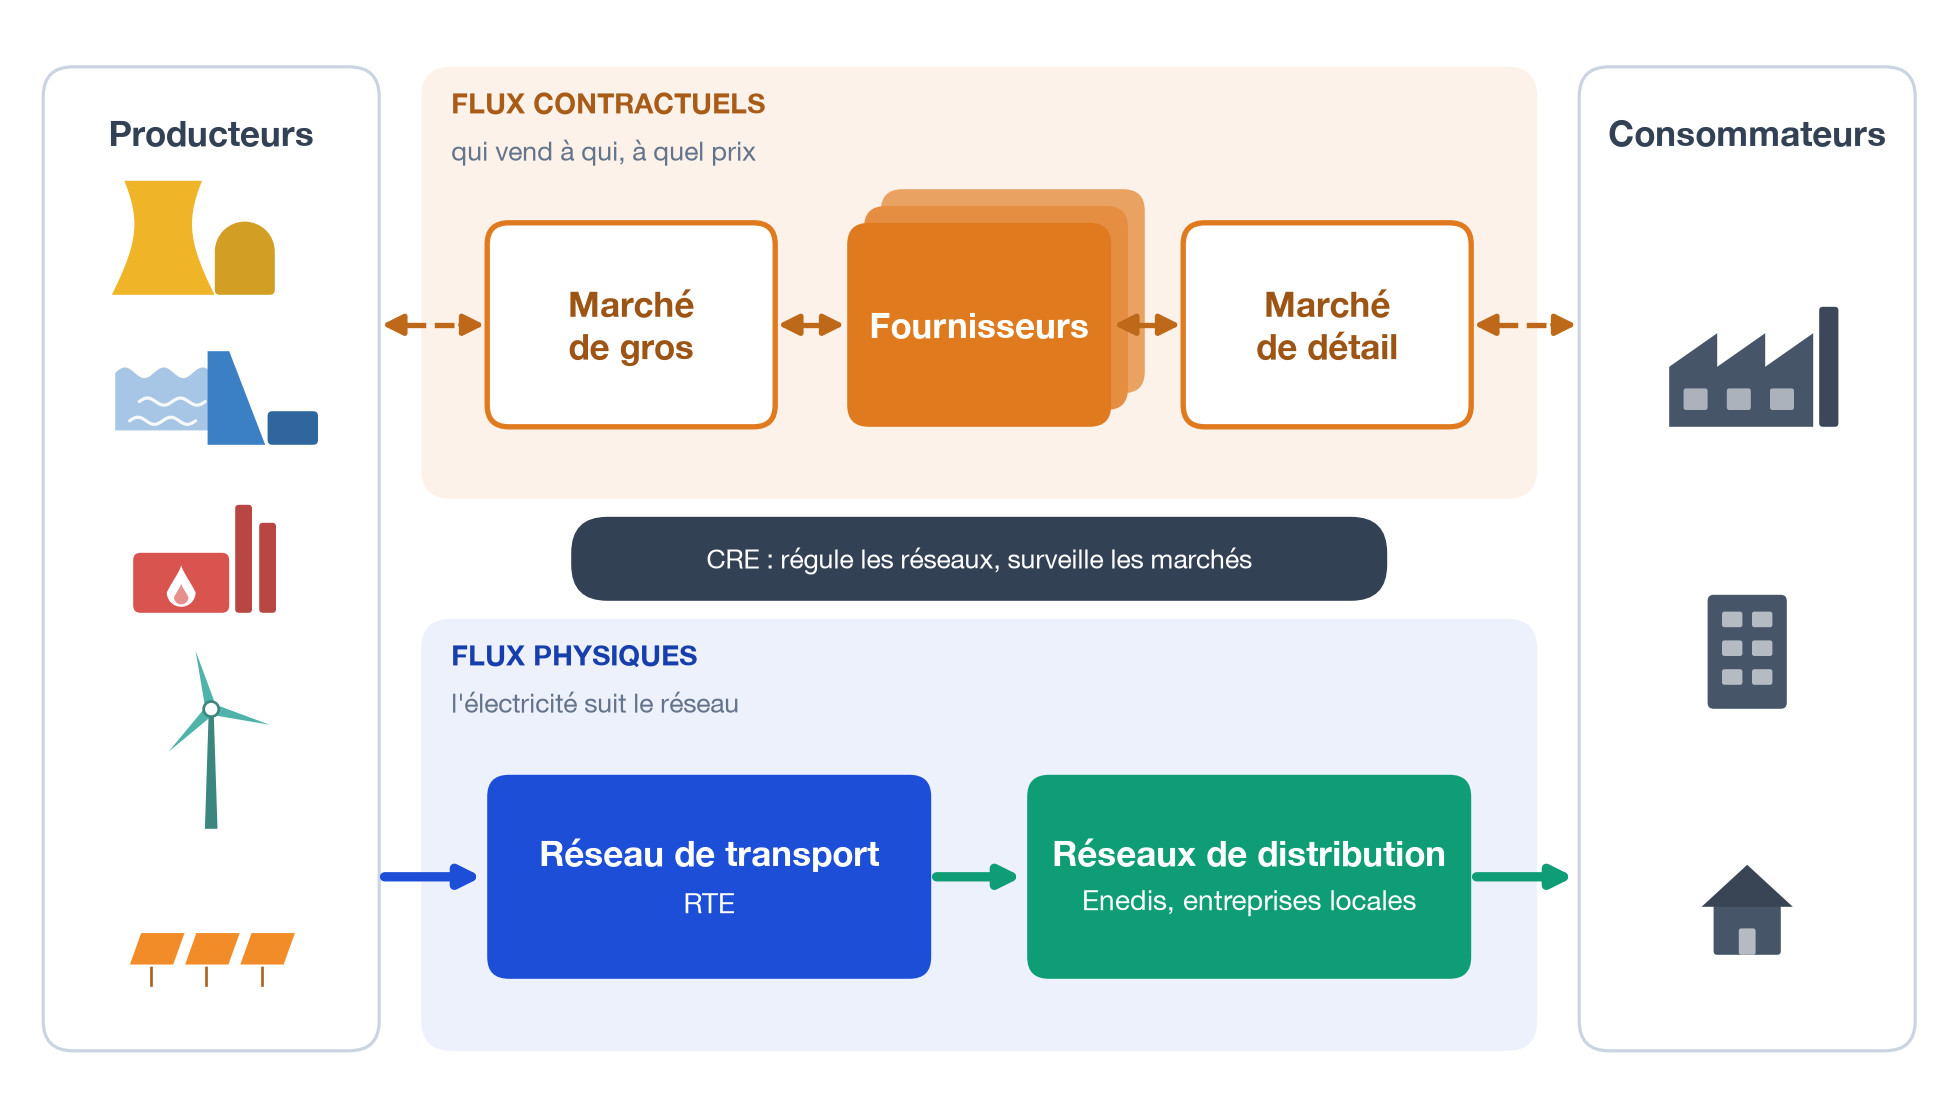 Producteurs
FLUX CONTRACTUELS
qui vend à qui, à quel prix
Marché
de gros
Fournisseurs
Marché
de détail
Consommateurs
CRE : régule les réseaux, surveille les marchés
FLUX PHYSIQUES
l'électricité suit le réseau
Réseau de transport
RTE
Réseaux de distribution
Enedis, entreprises locales